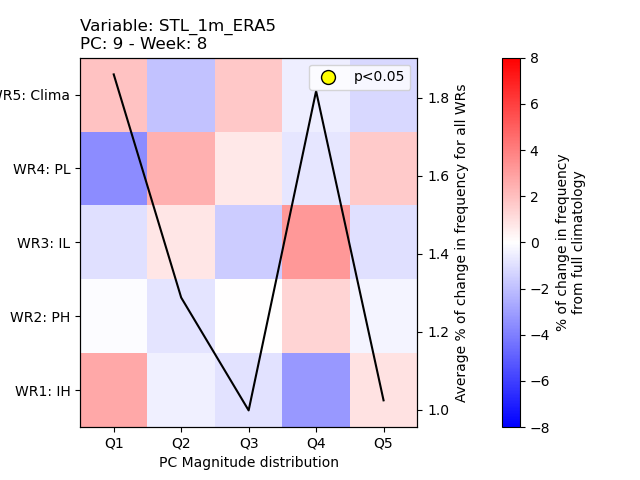 Variable: STL_1m_ERA5
PC: 9 - Week: 8
p<0.05
R5: Clima
WR4: PL
WR3: IL
WR2: PH
WR1: IH
Q1 Q2 Q3 Q4 Q5
PC Magnitude distribution
1.8
1.6
1.4
1.2
1.0
Average % of change in frequency for all WRs
8
6
4
2
0
−2
−4
−6
−8
% of change in frequency
from full climatology